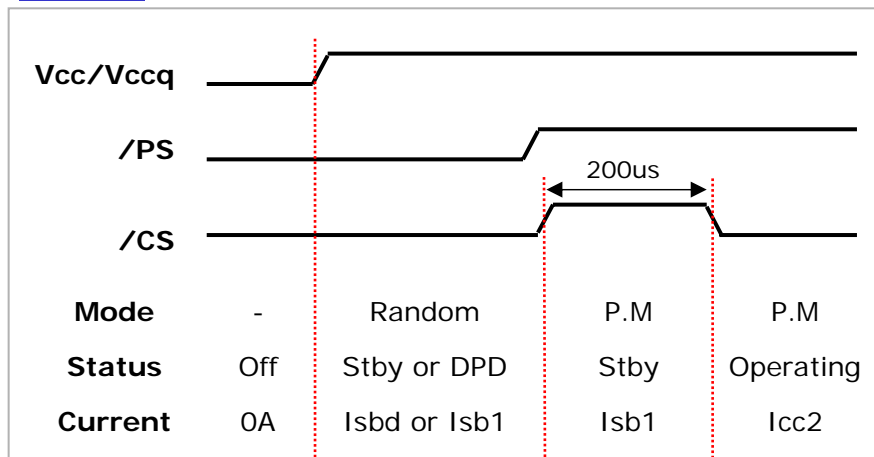 Vcc/Vccq
/PS
200us
/CS
Mode - Random P.M P.M
Status Off Stby or DPD Stby Operating
Current 0A Isbd or Isb1 Isb1 Icc2